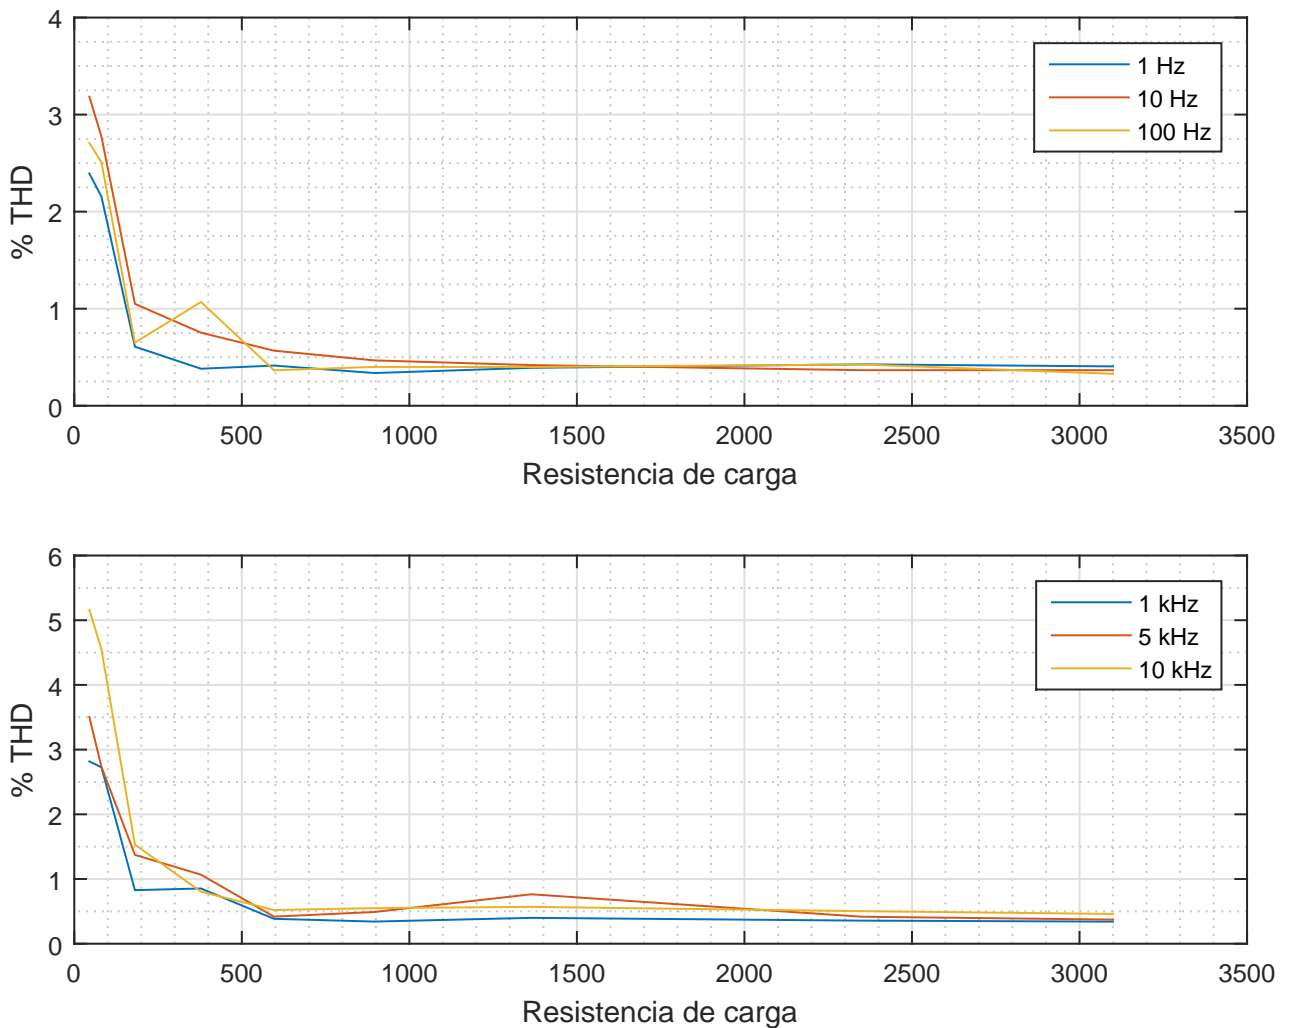 4
3
2
1
0
% THD
1 Hz
10 Hz
100 Hz
0 500 1000 1500 2000 2500 3000 3500
Resistencia de carga
6
5
4
3
2
1
0
% THD
1 kHz
5 kHz
10 kHz
0 500 1000 1500 2000 2500 3000 3500
Resistencia de carga